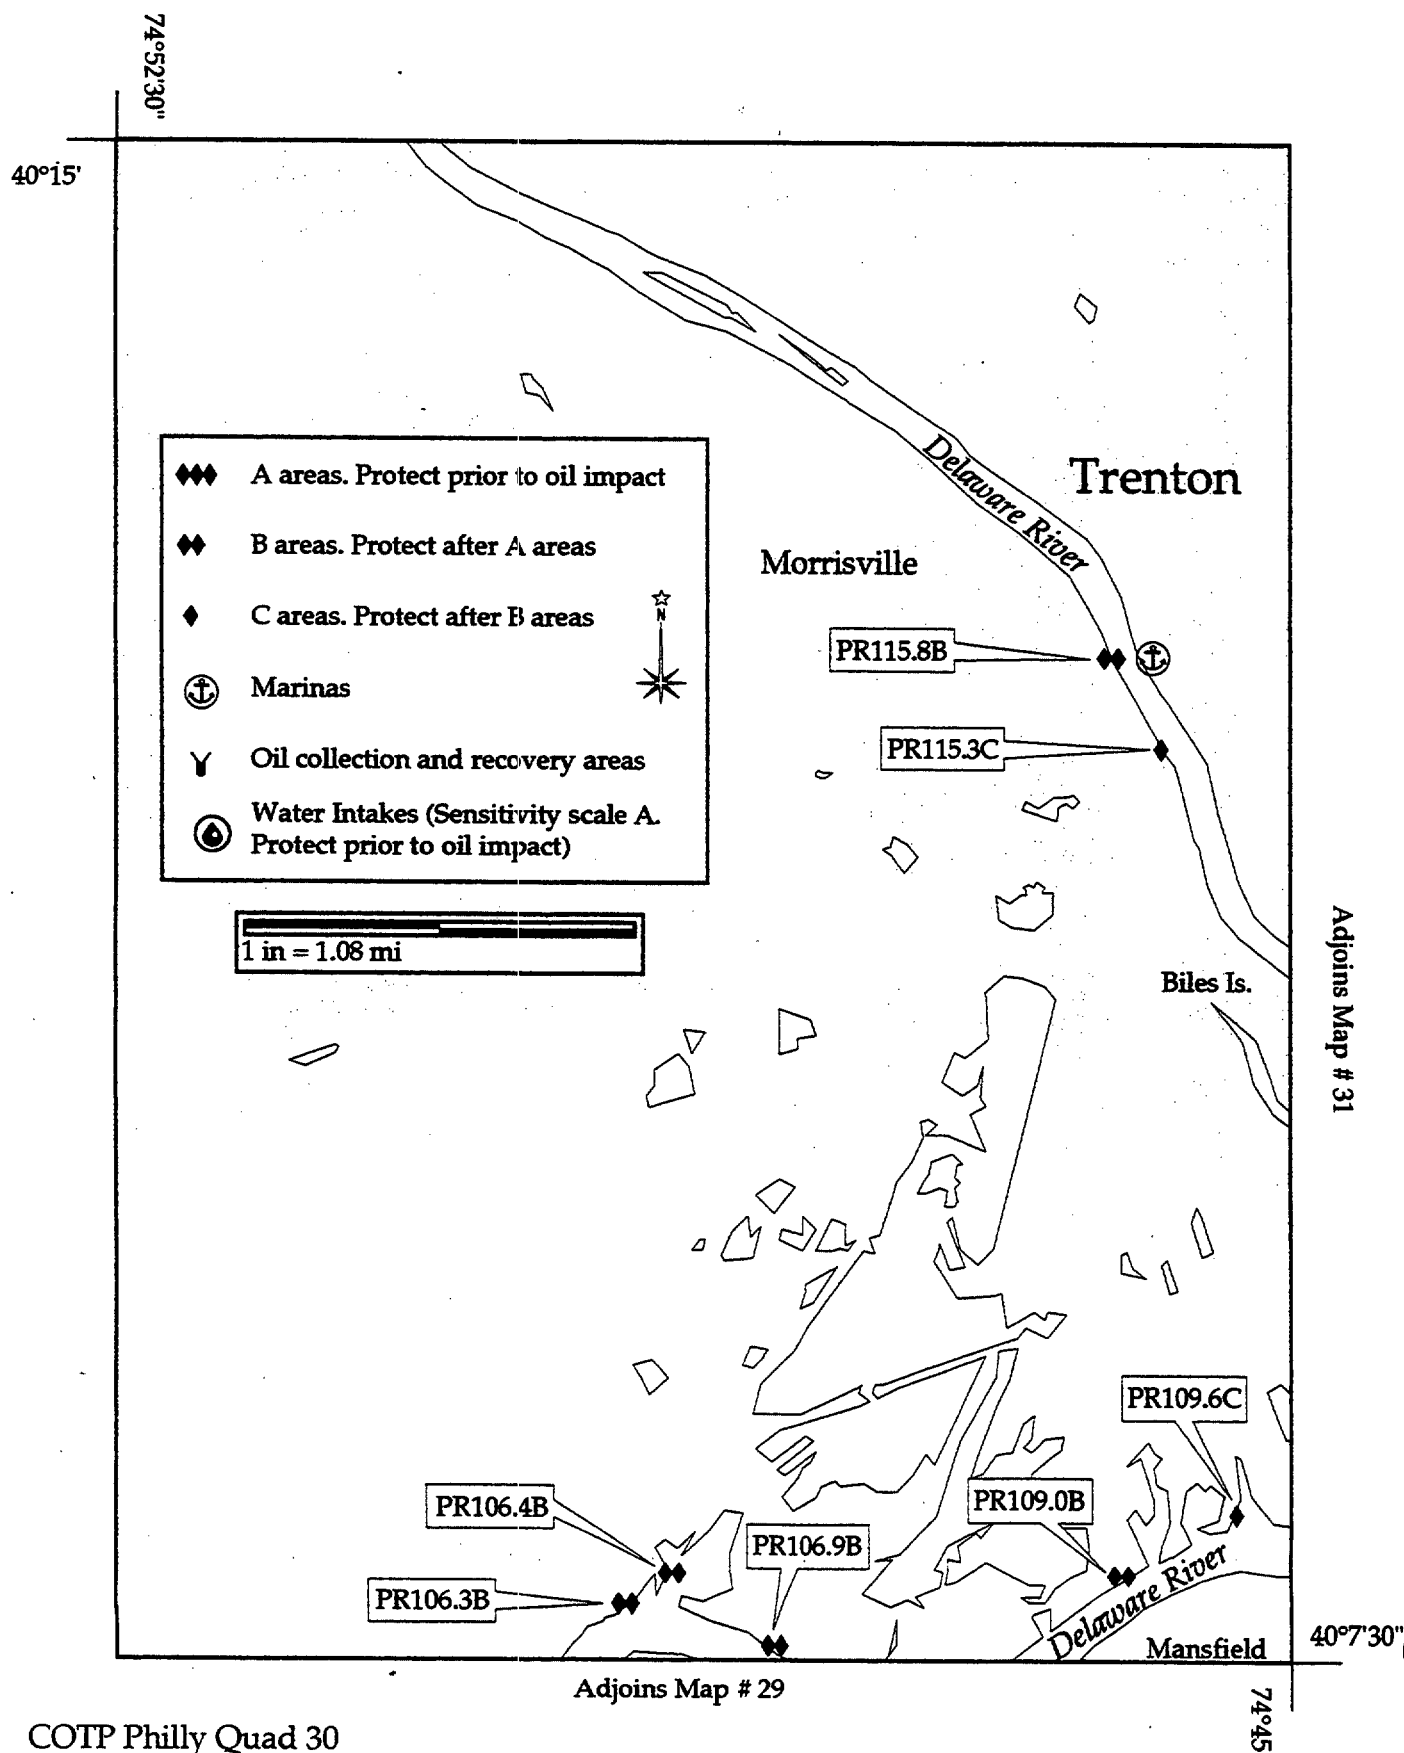 74°52'30"
40°15'
Delaware River
Trenton
A areas. Protect prior to oil impact
B areas. Protect after A areas
C areas. Protect after B areas
N
Marinas
Oil collection and recovery areas
Water Intakes (Sensitivity scale A.
Protect prior to oil impact)
Morrisville
PR115.8B
PR115.3C
1 in = 1.08 mi
Biles Is.
Adjoins Map # 31
PR109.6C
PR106.4B
PR109.0B
PR106.9B
PR106.3B
Delaware River
Mansfield
40°7'30"
Adjoins Map # 29
74°45
COTP Philly Quad 30